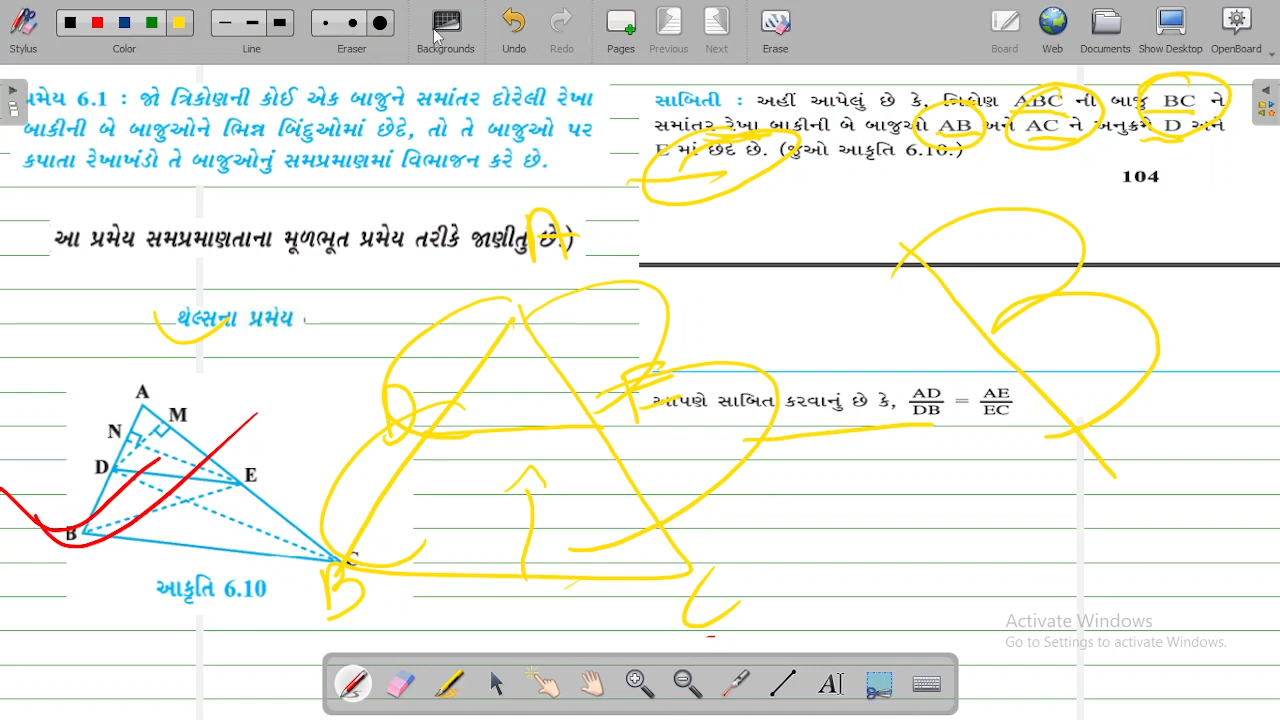 Stylus
Color
Line
Eraser
Backgrounds
Undo
Redo
Pages
Previous
Next
Erase
Board
Web
Documents
Show Desktop
OpenBoard
પ્રમેય 6.1 : જો ત્રિકોણની કોઈ એક બાજુને સમાંતર દોરેલી રેખા
બાકીની બે બાજુઓને ભિન્ન બિંદુઓમાં છેદે, તો તે બાજુઓ પર
કપાતા રેખાખંડો તે બાજુઓનું સમપ્રમાણમાં વિભાજન કરે છે.
આ પ્રમેય સમપ્રમાણતાના મૂળભૂત પ્રમેય તરીકે જાણીતું છે.)
થેલ્સના પ્રમેય
A
M
N
D
E
B
C
આકૃતિ 6.10
A
D
E
B
C
સાબિતી : અહીં આપેલું છે કે, ત્રિકોણ ABC ની બાજુ BC ને
સમાંતર રેખા બાકીની બે બાજુઓ AB અને AC ને અનુક્રમે D અને
E માં છેદે છે. (જુઓ આકૃતિ 6.10.)
104
આપણે સાબિત કરવાનું છે કે, AD/DB = AE/EC
Activate Windows
Go to Settings to activate Windows.